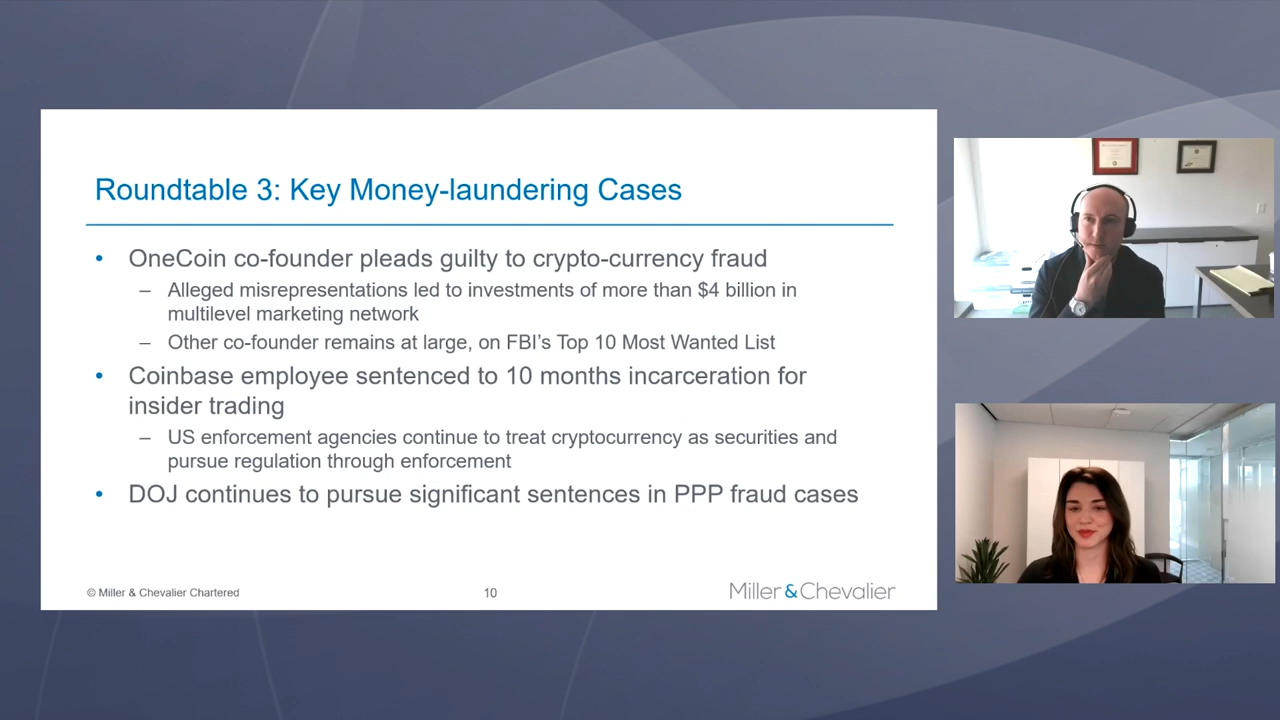 Roundtable 3: Key Money-laundering Cases
• OneCoin co-founder pleads guilty to crypto-currency fraud
– Alleged misrepresentations led to investments of more than $4 billion in
multilevel marketing network
– Other co-founder remains at large, on FBI's Top 10 Most Wanted List
• Coinbase employee sentenced to 10 months incarceration for
insider trading
– US enforcement agencies continue to treat cryptocurrency as securities and
pursue regulation through enforcement
• DOJ continues to pursue significant sentences in PPP fraud cases
© Miller & Chevalier Chartered
10
Miller & Chevalier